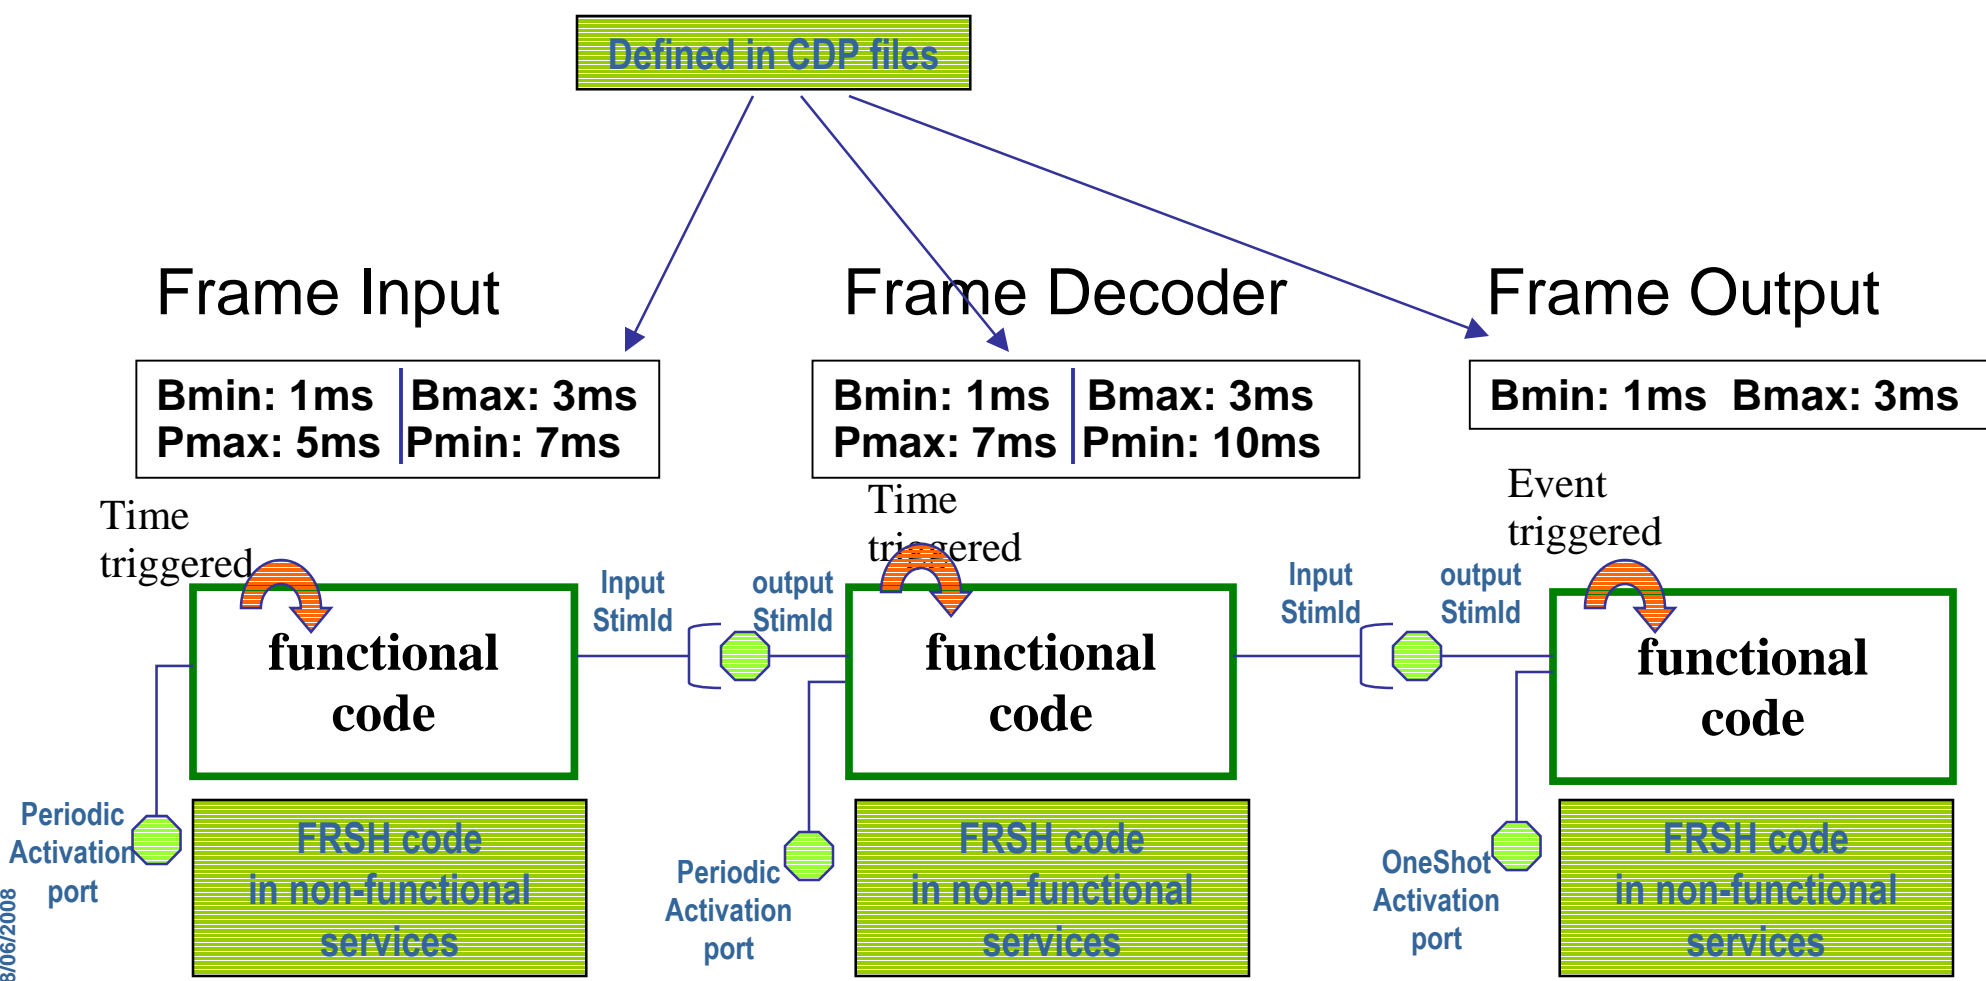 Defined in CDP files
Frame Input
Frame Decoder
Frame Output
Bmin: 1ms Bmax: 3ms
Pmax: 5ms Pmin: 7ms
Bmin: 1ms Bmax: 3ms
Pmax: 7ms Pmin: 10ms
Bmin: 1ms Bmax: 3ms
Time
triggered
Time
triggered
Event
triggered
Input
StimId
output
StimId
Input
StimId
output
StimId
functional
code
functional
code
functional
code
Periodic
Activation
port
Periodic
Activation
port
OneShot
Activation
port
FRSH code
in non-functional
services
FRSH code
in non-functional
services
FRSH code
in non-functional
services
8/06/2008